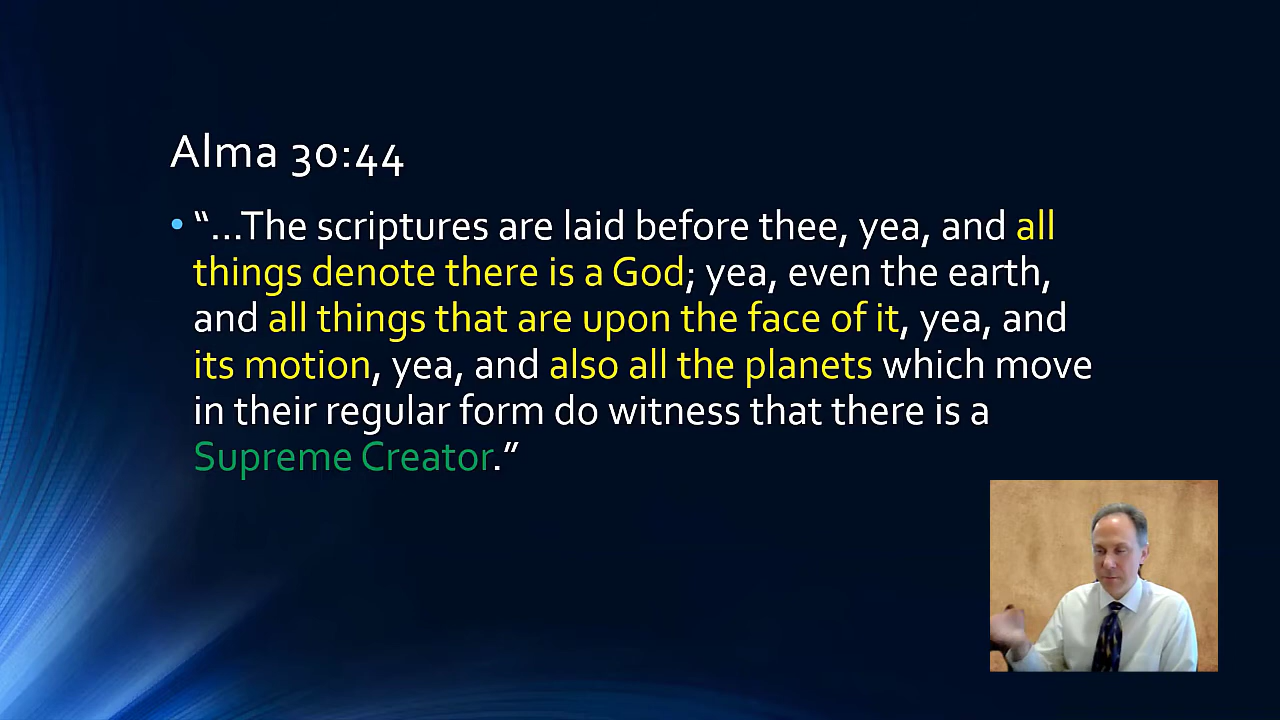 Alma 30:44
• “...The scriptures are laid before thee, yea, and all
things denote there is a God; yea, even the earth,
and all things that are upon the face of it, yea, and
its motion, yea, and also all the planets which move
in their regular form do witness that there is a
Supreme Creator.”